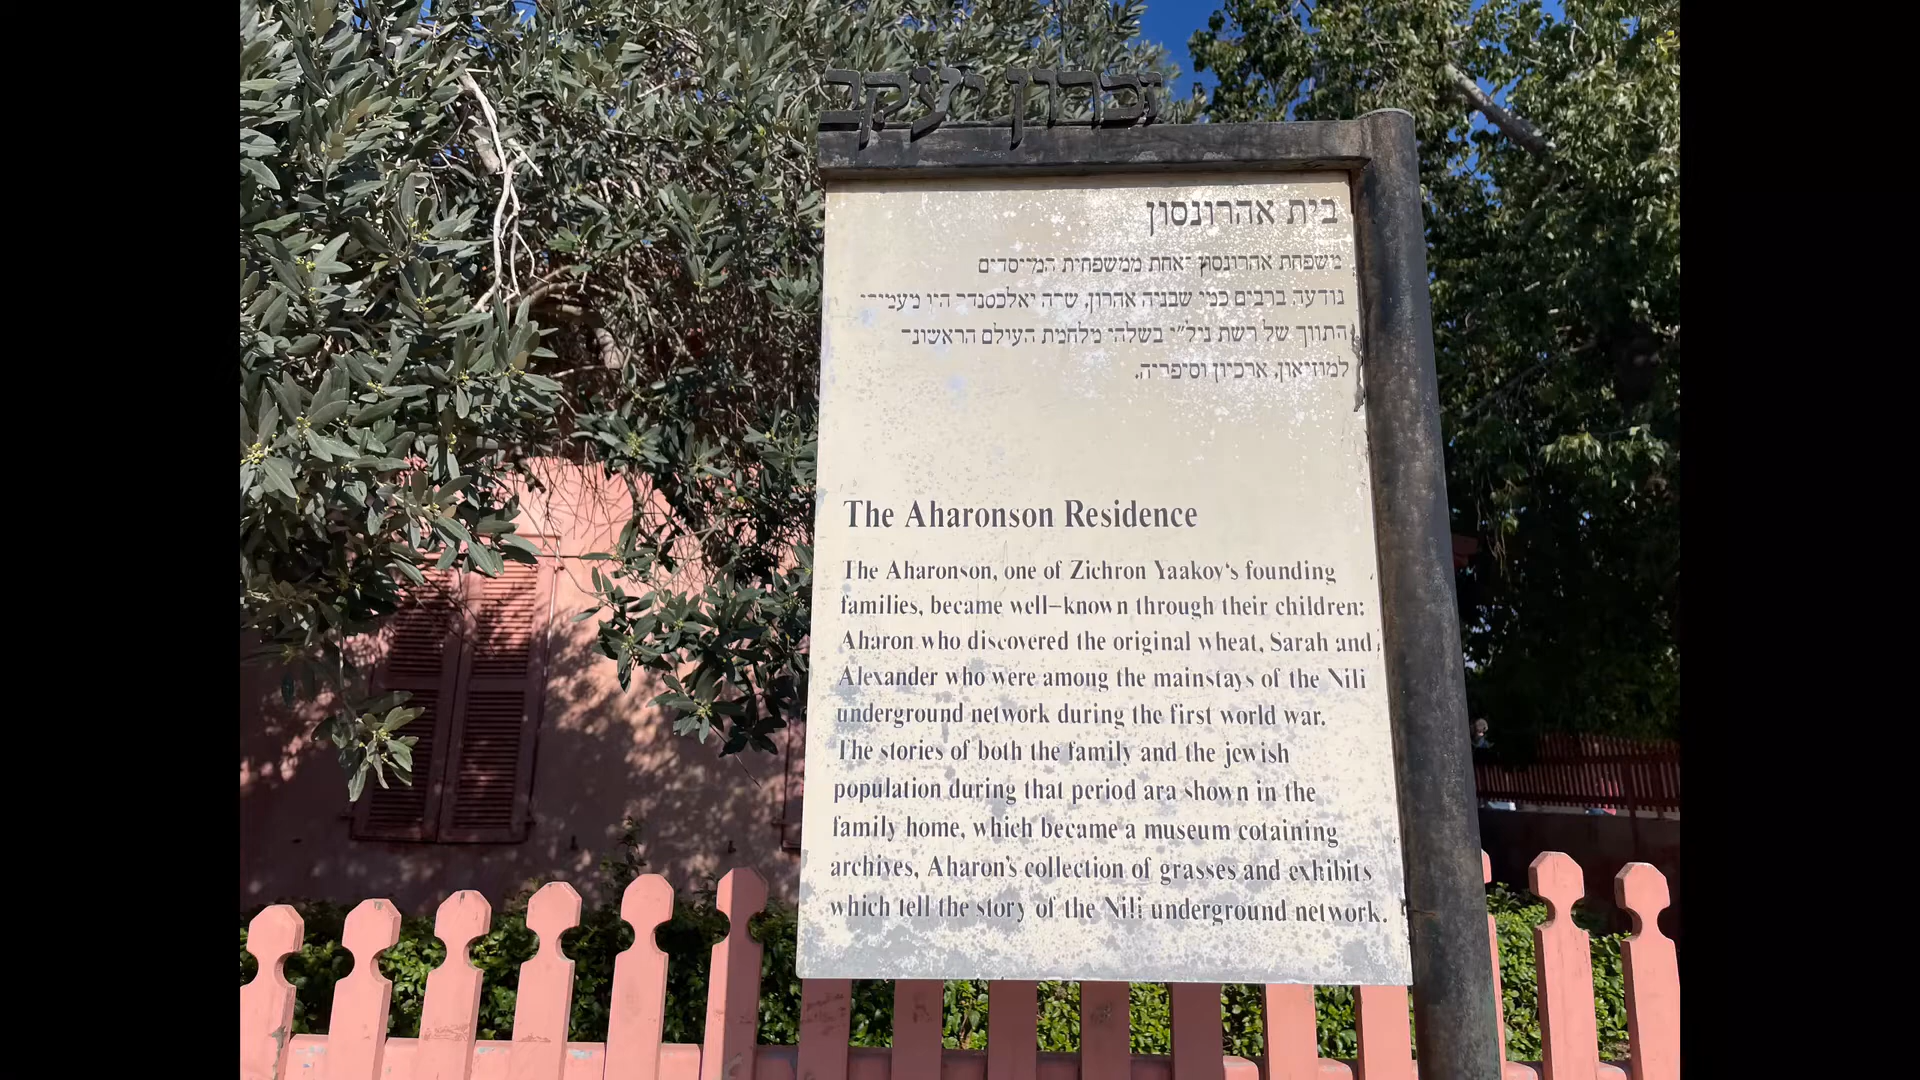 זכרון יעקב
בית אהרונסון
משפחת אהרונסון אחת ממשפחות המייסדים
נודעה ברבים כמי שבניה אהרון, שרה ואלכסנדר היו מעמודי
התווך של רשת ניל״י בשלהי מלחמת העולם הראשונה
למוזיאון, ארכיון וסיפריה.
The Aharonson Residence
The Aharonson, one of Zichron Yaakov's founding
families, became well-known through their children:
Aharon who discovered the original wheat, Sarah and
Alexander who were among the mainstays of the Nili
underground network during the first world war.
The stories of both the family and the jewish
population during that period ara shown in the
family home, which became a museum cotaining
archives, Aharon's collection of grasses and exhibits
which tell the story of the Nili underground network.